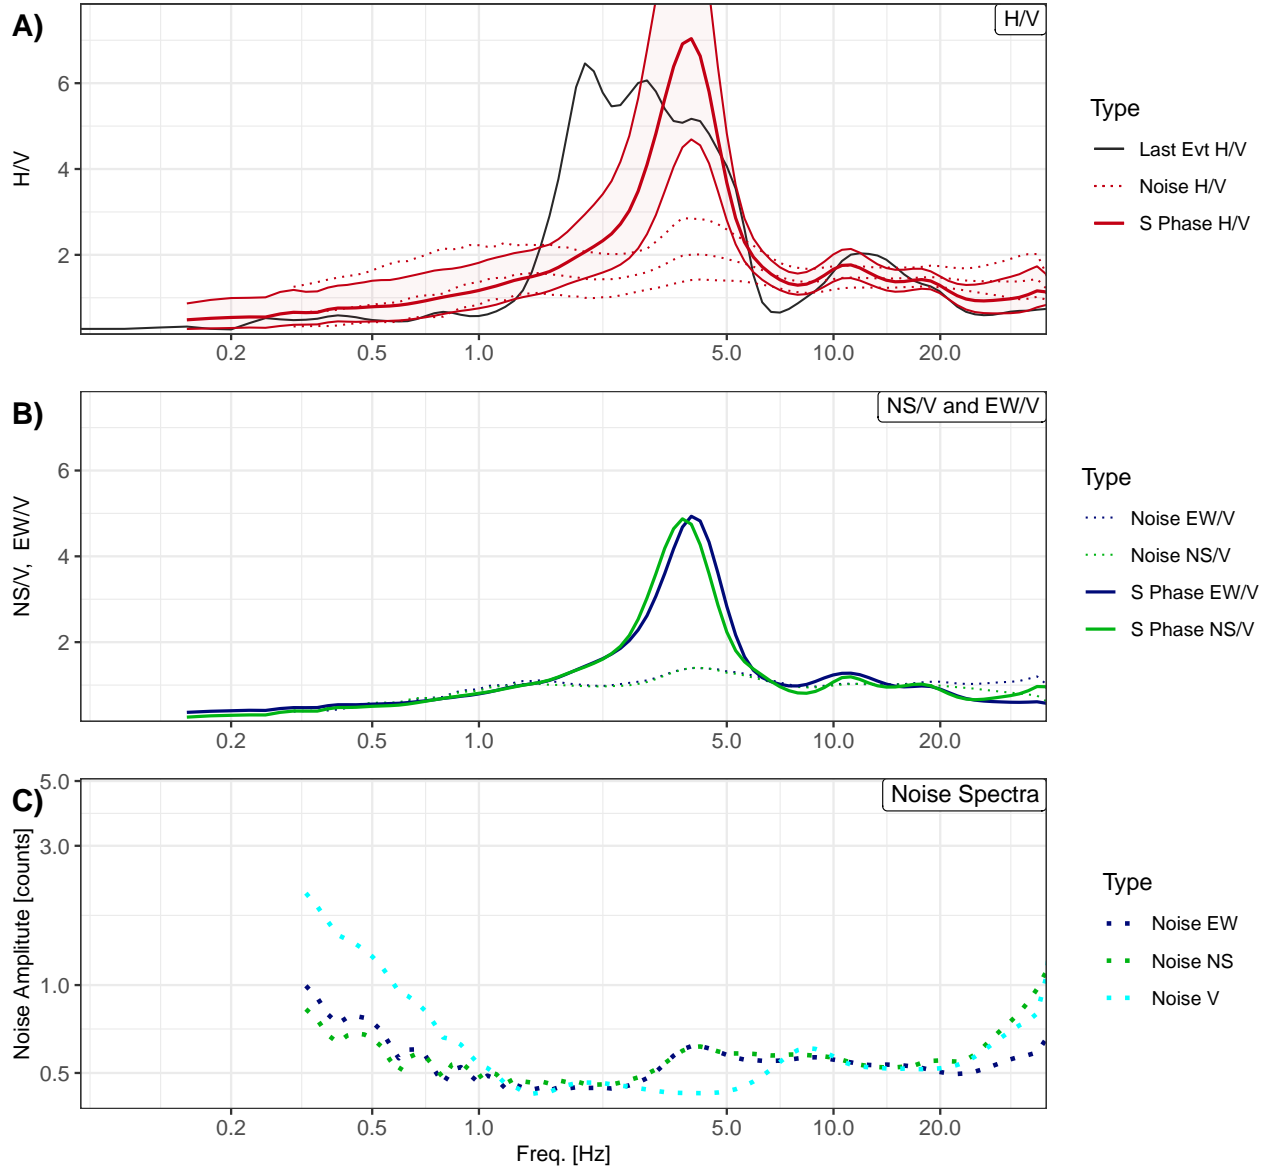 A)
H/V
H/V
6
4
2
0.2 0.5 1.0 5.0 10.0 20.0
Type
Last Evt H/V
Noise H/V
S Phase H/V
B)
NS/V and EW/V
NS/V, EW/V
6
4
2
0.2 0.5 1.0 5.0 10.0 20.0
Type
Noise EW/V
Noise NS/V
S Phase EW/V
S Phase NS/V
C)
Noise Spectra
Noise Amplitute [counts]
5.0
3.0
1.0
0.5
0.2 0.5 1.0 5.0 10.0 20.0
Freq. [Hz]
Type
Noise EW
Noise NS
Noise V